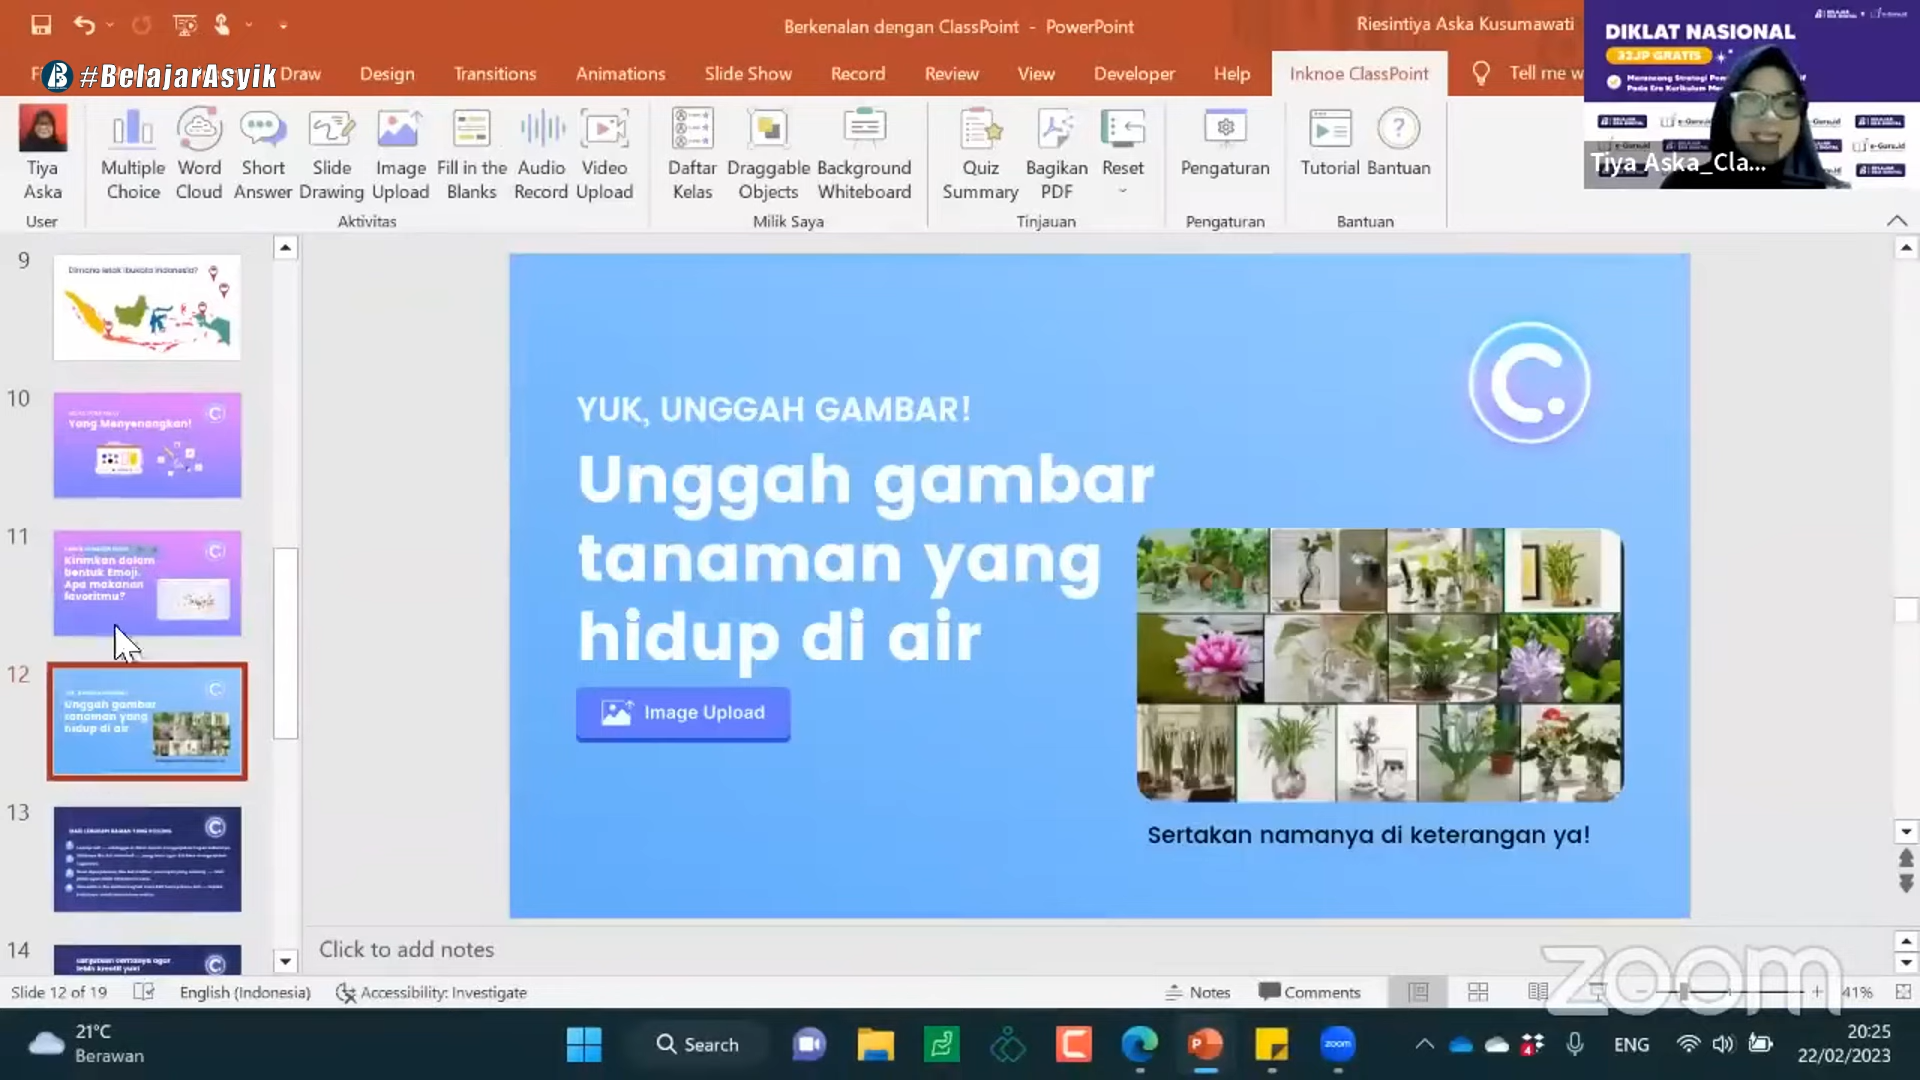 Berkenalan dengan ClassPoint - PowerPoint
Riesintiya Aska Kusumawati
#BelajarAsyik
Draw
Design
Transitions
Animations
Slide Show
Record
Review
View
Developer
Help
Inknoe ClassPoint
Tell me w
DIKLAT NASIONAL
32JP GRATIS
Tiya Aska_Cla...
Tiya Aska
Multiple Choice
Word Cloud
Short Answer
Slide Drawing
Image Upload
Fill in the Blanks
Audio Record
Video Upload
Daftar Kelas
Draggable Objects
Background Whiteboard
Quiz Summary
Bagikan PDF
Reset
Pengaturan
Tutorial
Bantuan
User
Aktivitas
Milik Saya
Tinjauan
Pengaturan
Bantuan
9
Dimana letak ibukota Indonesia?
10
Yang Menyenangkan!
11
Kirimkan dalam
bentuk Emoji.
Apa makanan
favoritmu?
12
Unggah gambar
tanaman yang
hidup di air
13
14
YUK, UNGGAH GAMBAR!
Unggah gambar
tanaman yang
hidup di air
Image Upload
Sertakan namanya di keterangan ya!
Click to add notes
zoom
Slide 12 of 19
English (Indonesia)
Accessibility: Investigate
Notes
Comments
41%
21°C
Berawan
Search
zoom
ENG
20:25
22/02/2023